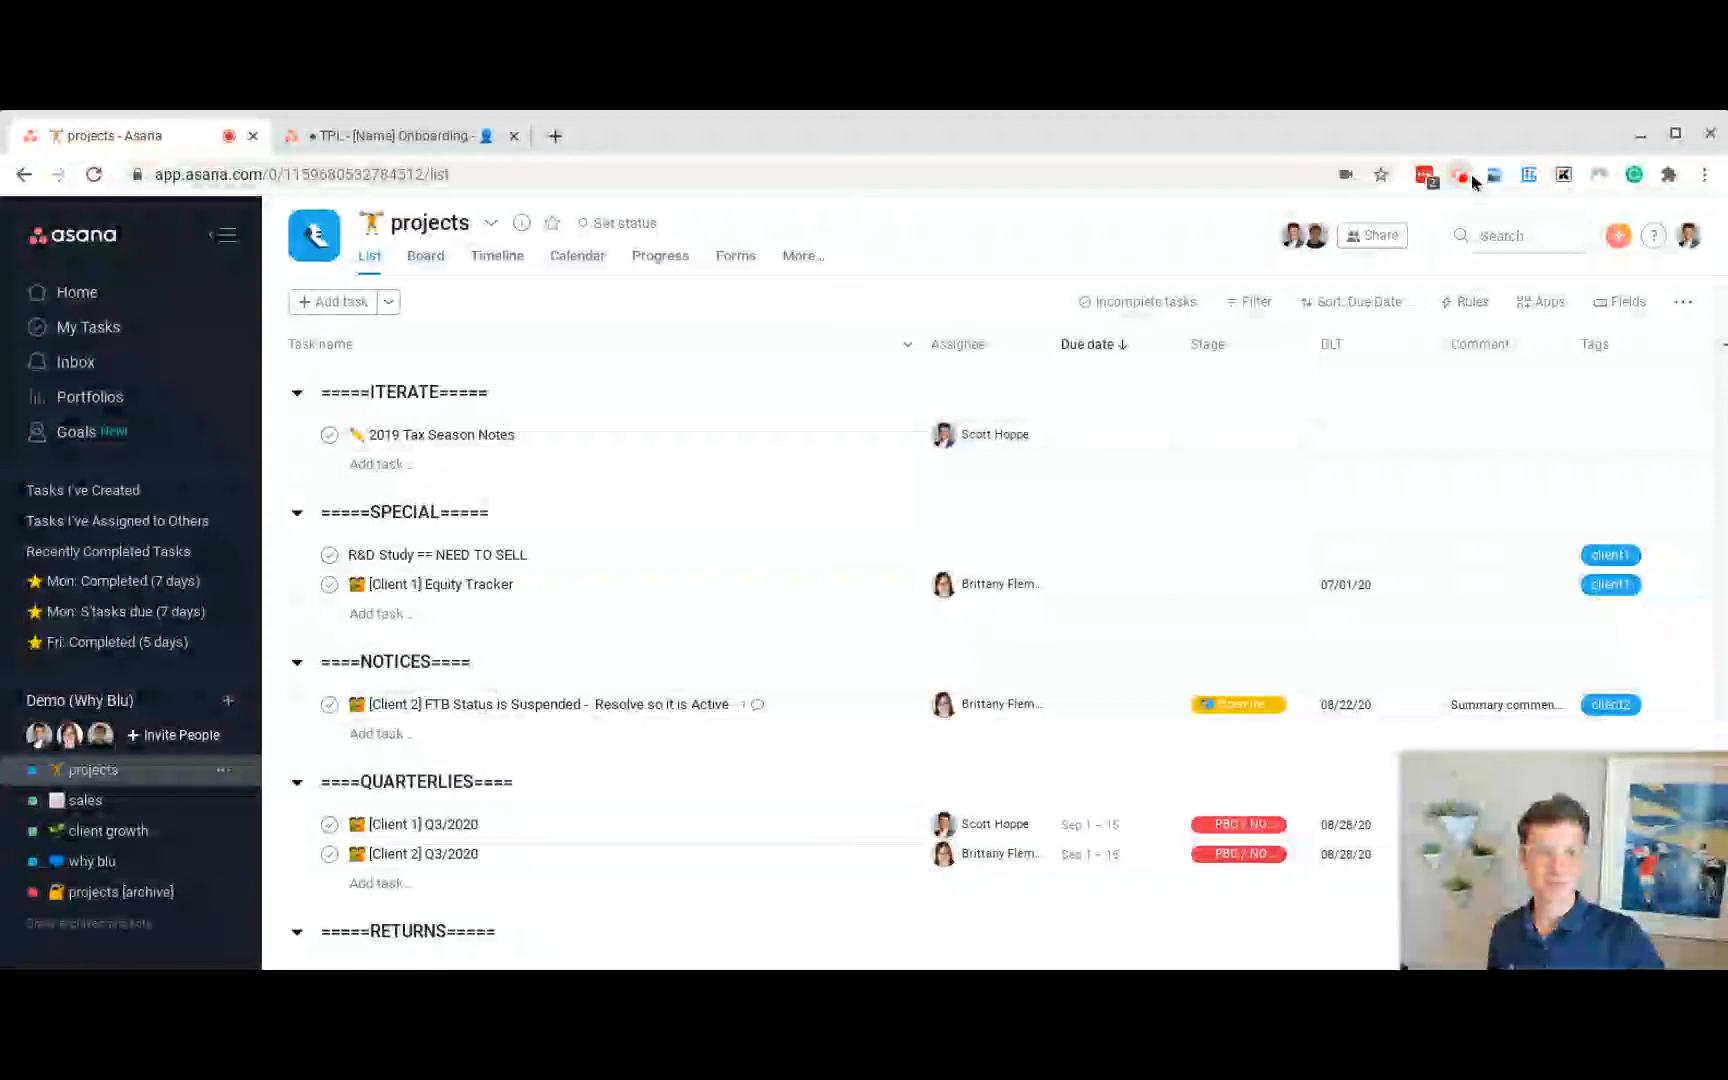 projects - Asana
TPL - [Name] Onboarding -
app.asana.com/0/1159680532784312/list
asana
Home
My Tasks
Inbox
Portfolios
Goals New!
Tasks I've Created
Tasks I've Assigned to Others
Recently Completed Tasks
Mon: Completed (7 days)
Mon: S'tasks due (7 days)
Fri: Completed (5 days)
Demo (Why Blu)
Invite People
projects
sales
client growth
why blu
projects [archive]
projects
Set status
Share
Search
?
List
Board
Timeline
Calendar
Progress
Forms
More...
+ Add task
Incomplete tasks
Filter
Sort: Due Date
Rules
Apps
Fields
Task name
Assignee
Due date ↓
Stage
DLT
Comment
Tags
=====ITERATE=====
2019 Tax Season Notes
Scott Hoppe
Add task...
=====SPECIAL=====
R&D Study == NEED TO SELL
client1
[Client 1] Equity Tracker
Brittany Flem...
07/01/20
client1
Add task...
====NOTICES====
[Client 2] FTB Status is Suspended - Resolve so it is Active
1
Brittany Flem...
08/22/20
Summary commen...
client2
Add task...
====QUARTERLIES====
[Client 1] Q3/2020
Scott Hoppe
Sep 1 – 15
PBC / NO...
08/28/20
[Client 2] Q3/2020
Brittany Flem...
Sep 1 – 15
PBC / NO...
08/28/20
Add task...
=====RETURNS=====